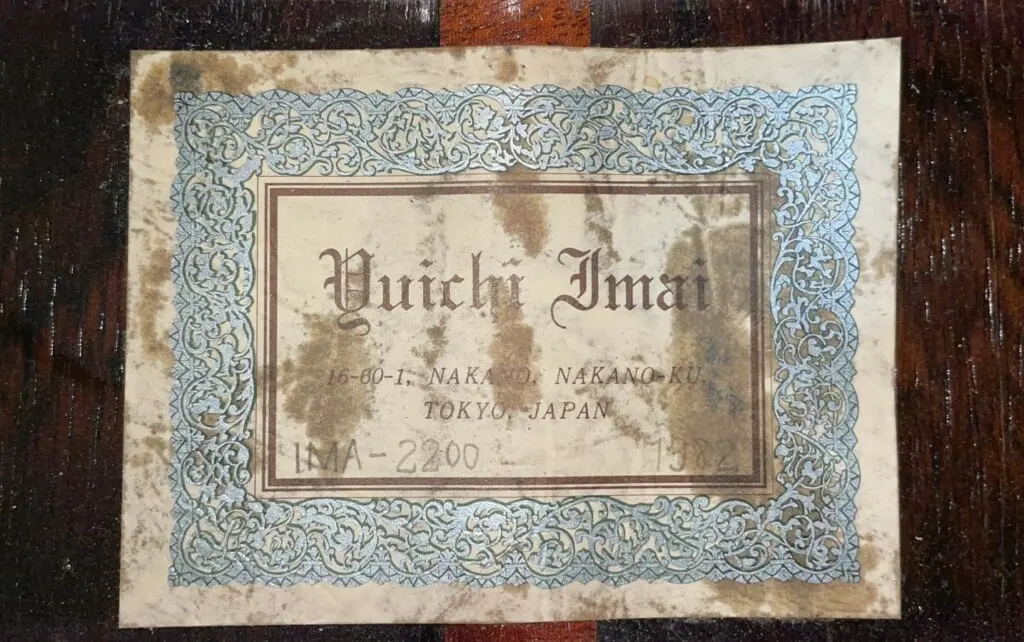 Yuichi Imai
16-60-1, NAKANO, NAKANO-KU,
TOKYO, JAPAN
IMA-2200 1982